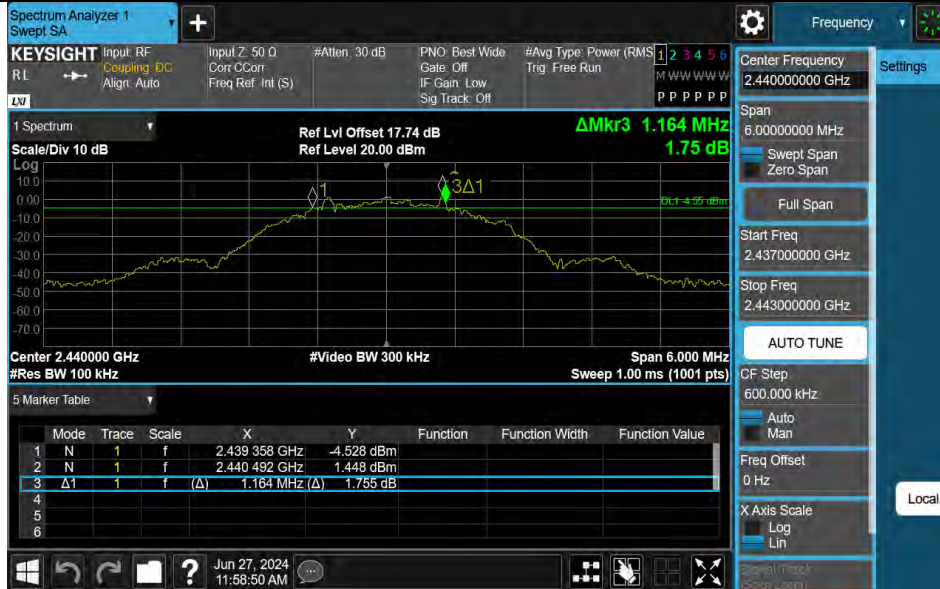 Spectrum Analyzer 1
Swept SA
+
Frequency
KEYSIGHT
Input: RF
Coupling: DC
Align: Auto
Input Z: 50 Ω
Corr CCorr
Freq Ref: Int (S)
#Atten: 30 dB
PNO: Best Wide
Gate: Off
IF Gain: Low
Sig Track: Off
#Avg Type: Power (RMS
Trig: Free Run
1 2 3 4 5 6
M W W W W W
P P P P P P
R L
LXI
1 Spectrum
Scale/Div 10 dB
Ref Lvl Offset 17.74 dB
Ref Level 20.00 dBm
ΔMkr3 1.164 MHz
1.75 dB
Log
10.0
0.00
-10.0
-20.0
-30.0
-40.0
-50.0
-60.0
-70.0
1
3Δ1
DL1 -4.55 dBm
Center 2.440000 GHz
#Res BW 100 kHz
#Video BW 300 kHz
Span 6.000 MHz
Sweep 1.00 ms (1001 pts)
5 Marker Table
Mode Trace Scale X Y Function Function Width Function Value
1 N 1 f 2.439 358 GHz -4.528 dBm
2 N 1 f 2.440 492 GHz 1.448 dBm
3 Δ1 1 f (Δ) 1.164 MHz (Δ) 1.755 dB
4
5
6
?
Jun 27, 2024
11:58:50 AM
Center Frequency
2.440000000 GHz
Span
6.00000000 MHz
Swept Span
Zero Span
Full Span
Start Freq
2.437000000 GHz
Stop Freq
2.443000000 GHz
AUTO TUNE
CF Step
600.000 kHz
Auto
Man
Freq Offset
0 Hz
X Axis Scale
Log
Lin
Signal Track
(Span Zoom)
Settings
Local